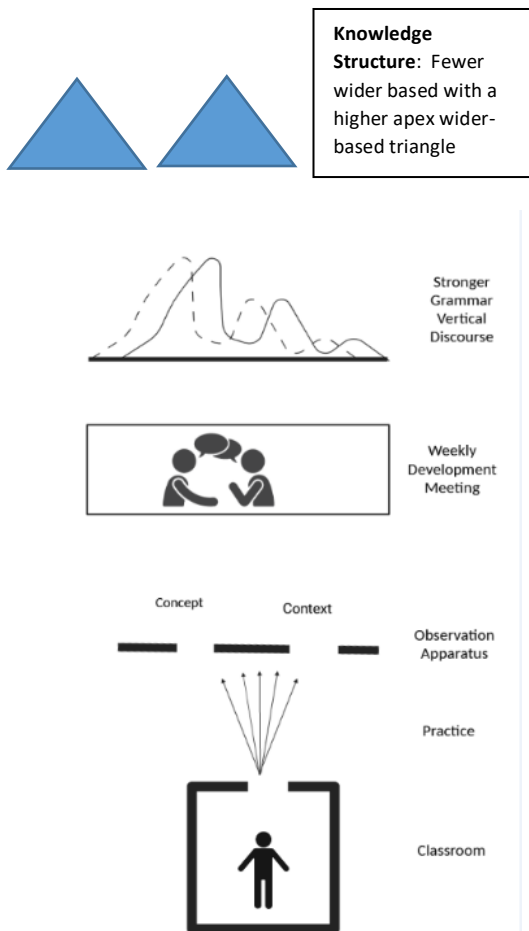 Knowledge
Structure: Fewer
wider based with a
higher apex wider-
based triangle
Stronger
Grammar
Vertical
Discourse
Weekly
Development
Meeting
Concept
Context
Observation
Apparatus
Practice
Classroom